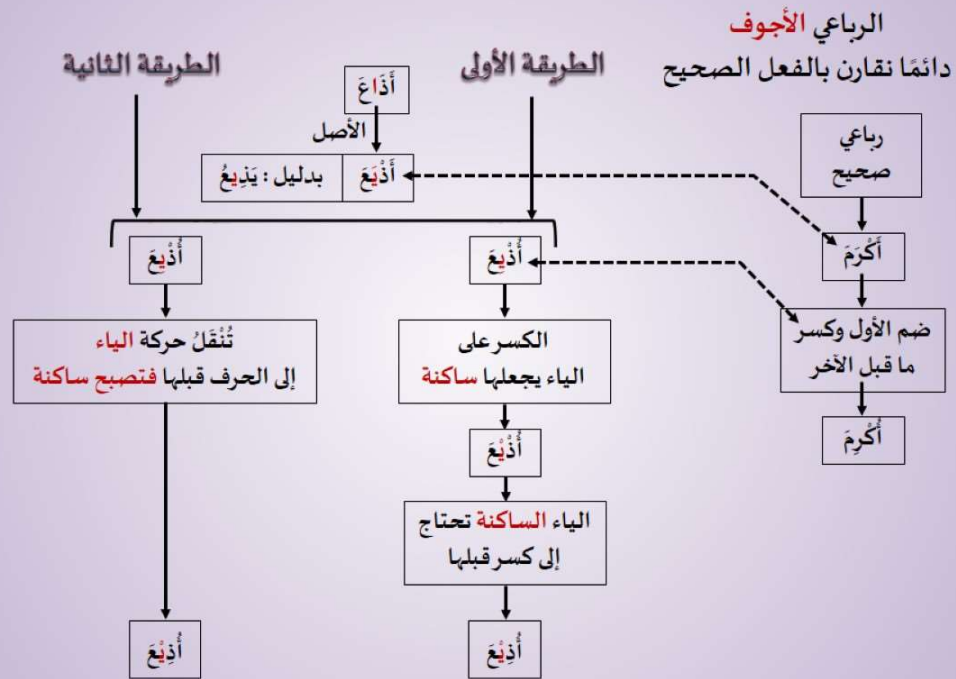 الرباعي الأجوف
دائمًا نقارن بالفعل الصحيح
رباعي
صحيح
أَكْرَمَ
ضم الأول وكسر
ما قبل الآخر
أُكْرِمَ
الطريقة الأولى
الطريقة الثانية
أَذَاعَ
الأصل
أَذْيَعَ
بدليل : يَذِيعُ
أُذْيِعَ
الكسر على
الياء يجعلها ساكنة
أُذْيْعَ
الياء الساكنة تحتاج
إلى كسر قبلها
أُذِيْعَ
أُذْيِعَ
تُنْقَلُ حركة الياء
إلى الحرف قبلها فتصبح ساكنة
أُذِيْعَ